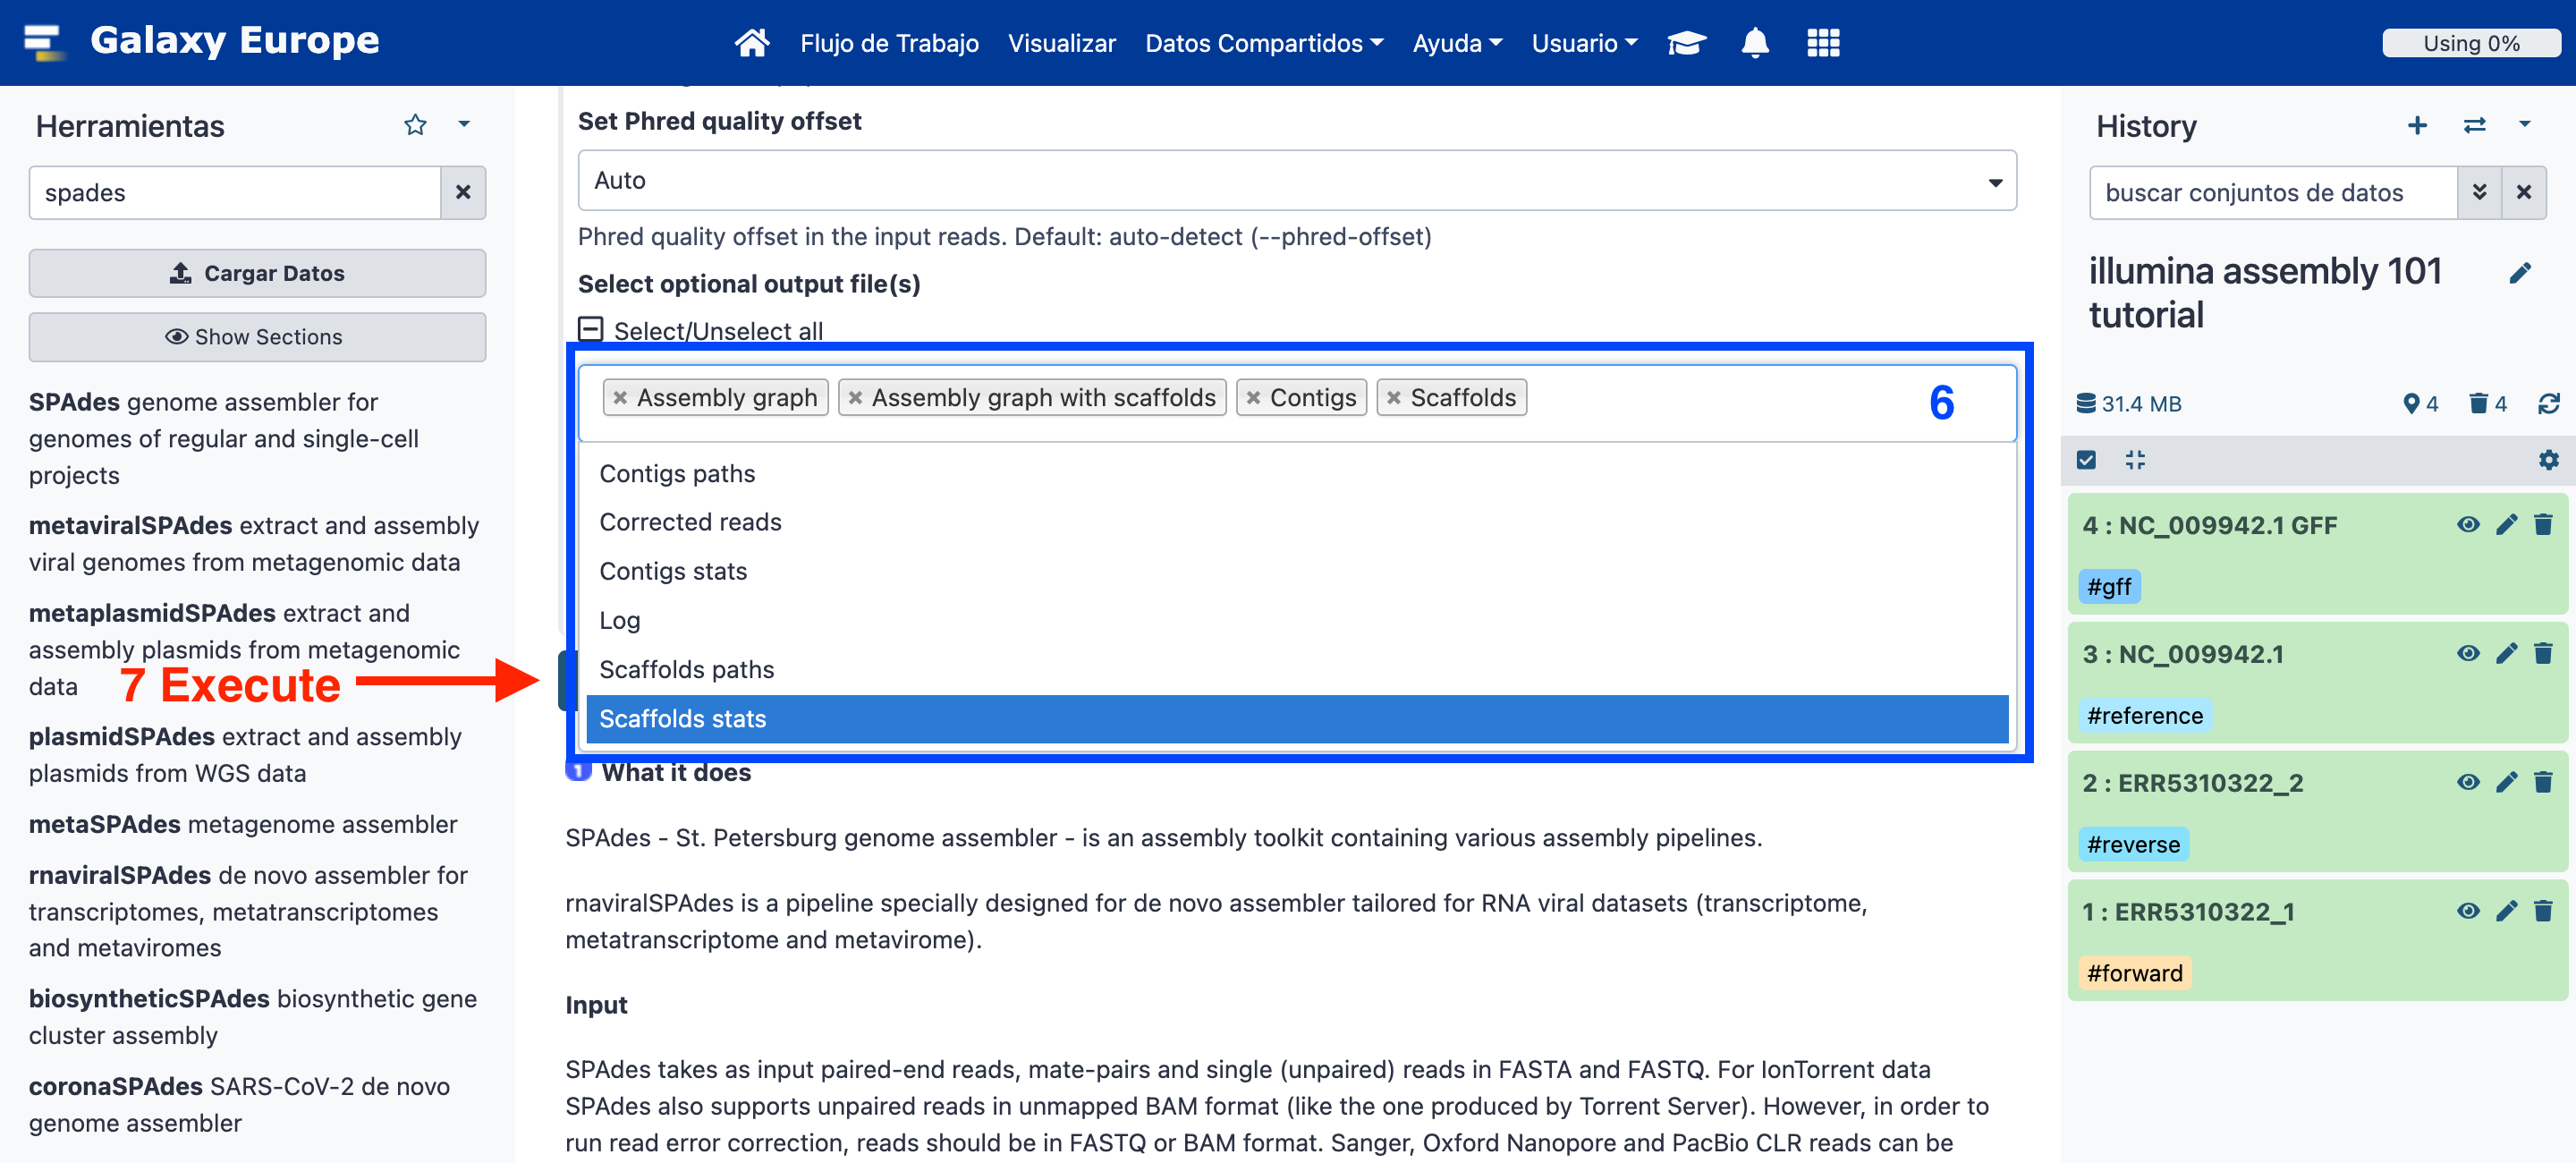 Galaxy Europe
Flujo de Trabajo
Visualizar
Datos Compartidos
Ayuda
Usuario
Using 0%
Herramientas
spades
Cargar Datos
Show Sections
SPAdes genome assembler for
genomes of regular and single-cell
projects
metaviralSPAdes extract and assembly
viral genomes from metagenomic data
metaplasmidSPAdes extract and
assembly plasmids from metagenomic
data
7 Execute
plasmidSPAdes extract and assembly
plasmids from WGS data
metaSPAdes metagenome assembler
rnaviralSPAdes de novo assembler for
transcriptomes, metatranscriptomes
and metaviromes
biosyntheticSPAdes biosynthetic gene
cluster assembly
coronaSPAdes SARS-CoV-2 de novo
genome assembler
Set Phred quality offset
Auto
Phred quality offset in the input reads. Default: auto-detect (--phred-offset)
Select optional output file(s)
Select/Unselect all
Assembly graph
Assembly graph with scaffolds
Contigs
Scaffolds
6
Contigs paths
Corrected reads
Contigs stats
Log
Scaffolds paths
Scaffolds stats
1 What it does
SPAdes - St. Petersburg genome assembler - is an assembly toolkit containing various assembly pipelines.
rnaviralSPAdes is a pipeline specially designed for de novo assembler tailored for RNA viral datasets (transcriptome,
metatranscriptome and metavirome).
Input
SPAdes takes as input paired-end reads, mate-pairs and single (unpaired) reads in FASTA and FASTQ. For IonTorrent data
SPAdes also supports unpaired reads in unmapped BAM format (like the one produced by Torrent Server). However, in order to
run read error correction, reads should be in FASTQ or BAM format. Sanger, Oxford Nanopore and PacBio CLR reads can be
History
buscar conjuntos de datos
illumina assembly 101
tutorial
31.4 MB
4
4
4 : NC_009942.1 GFF
#gff
3 : NC_009942.1
#reference
2 : ERR5310322_2
#reverse
1 : ERR5310322_1
#forward